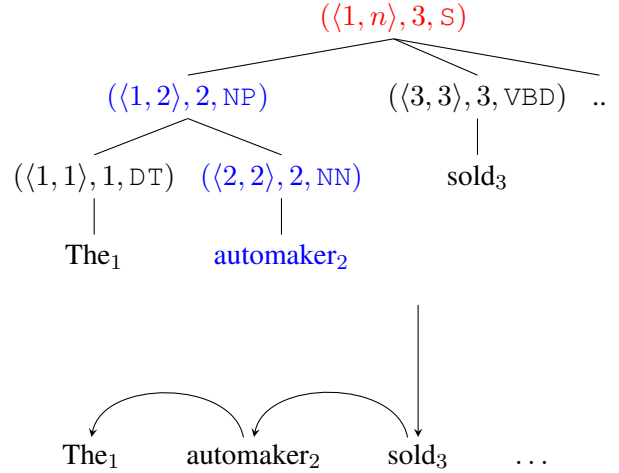 (⟨1, n⟩, 3, S)
(⟨1, 2⟩, 2, NP) (⟨3, 3⟩, 3, VBD) ..
(⟨1, 1⟩, 1, DT) (⟨2, 2⟩, 2, NN) sold₃
The₁ automaker₂
The₁ automaker₂ sold₃ ...